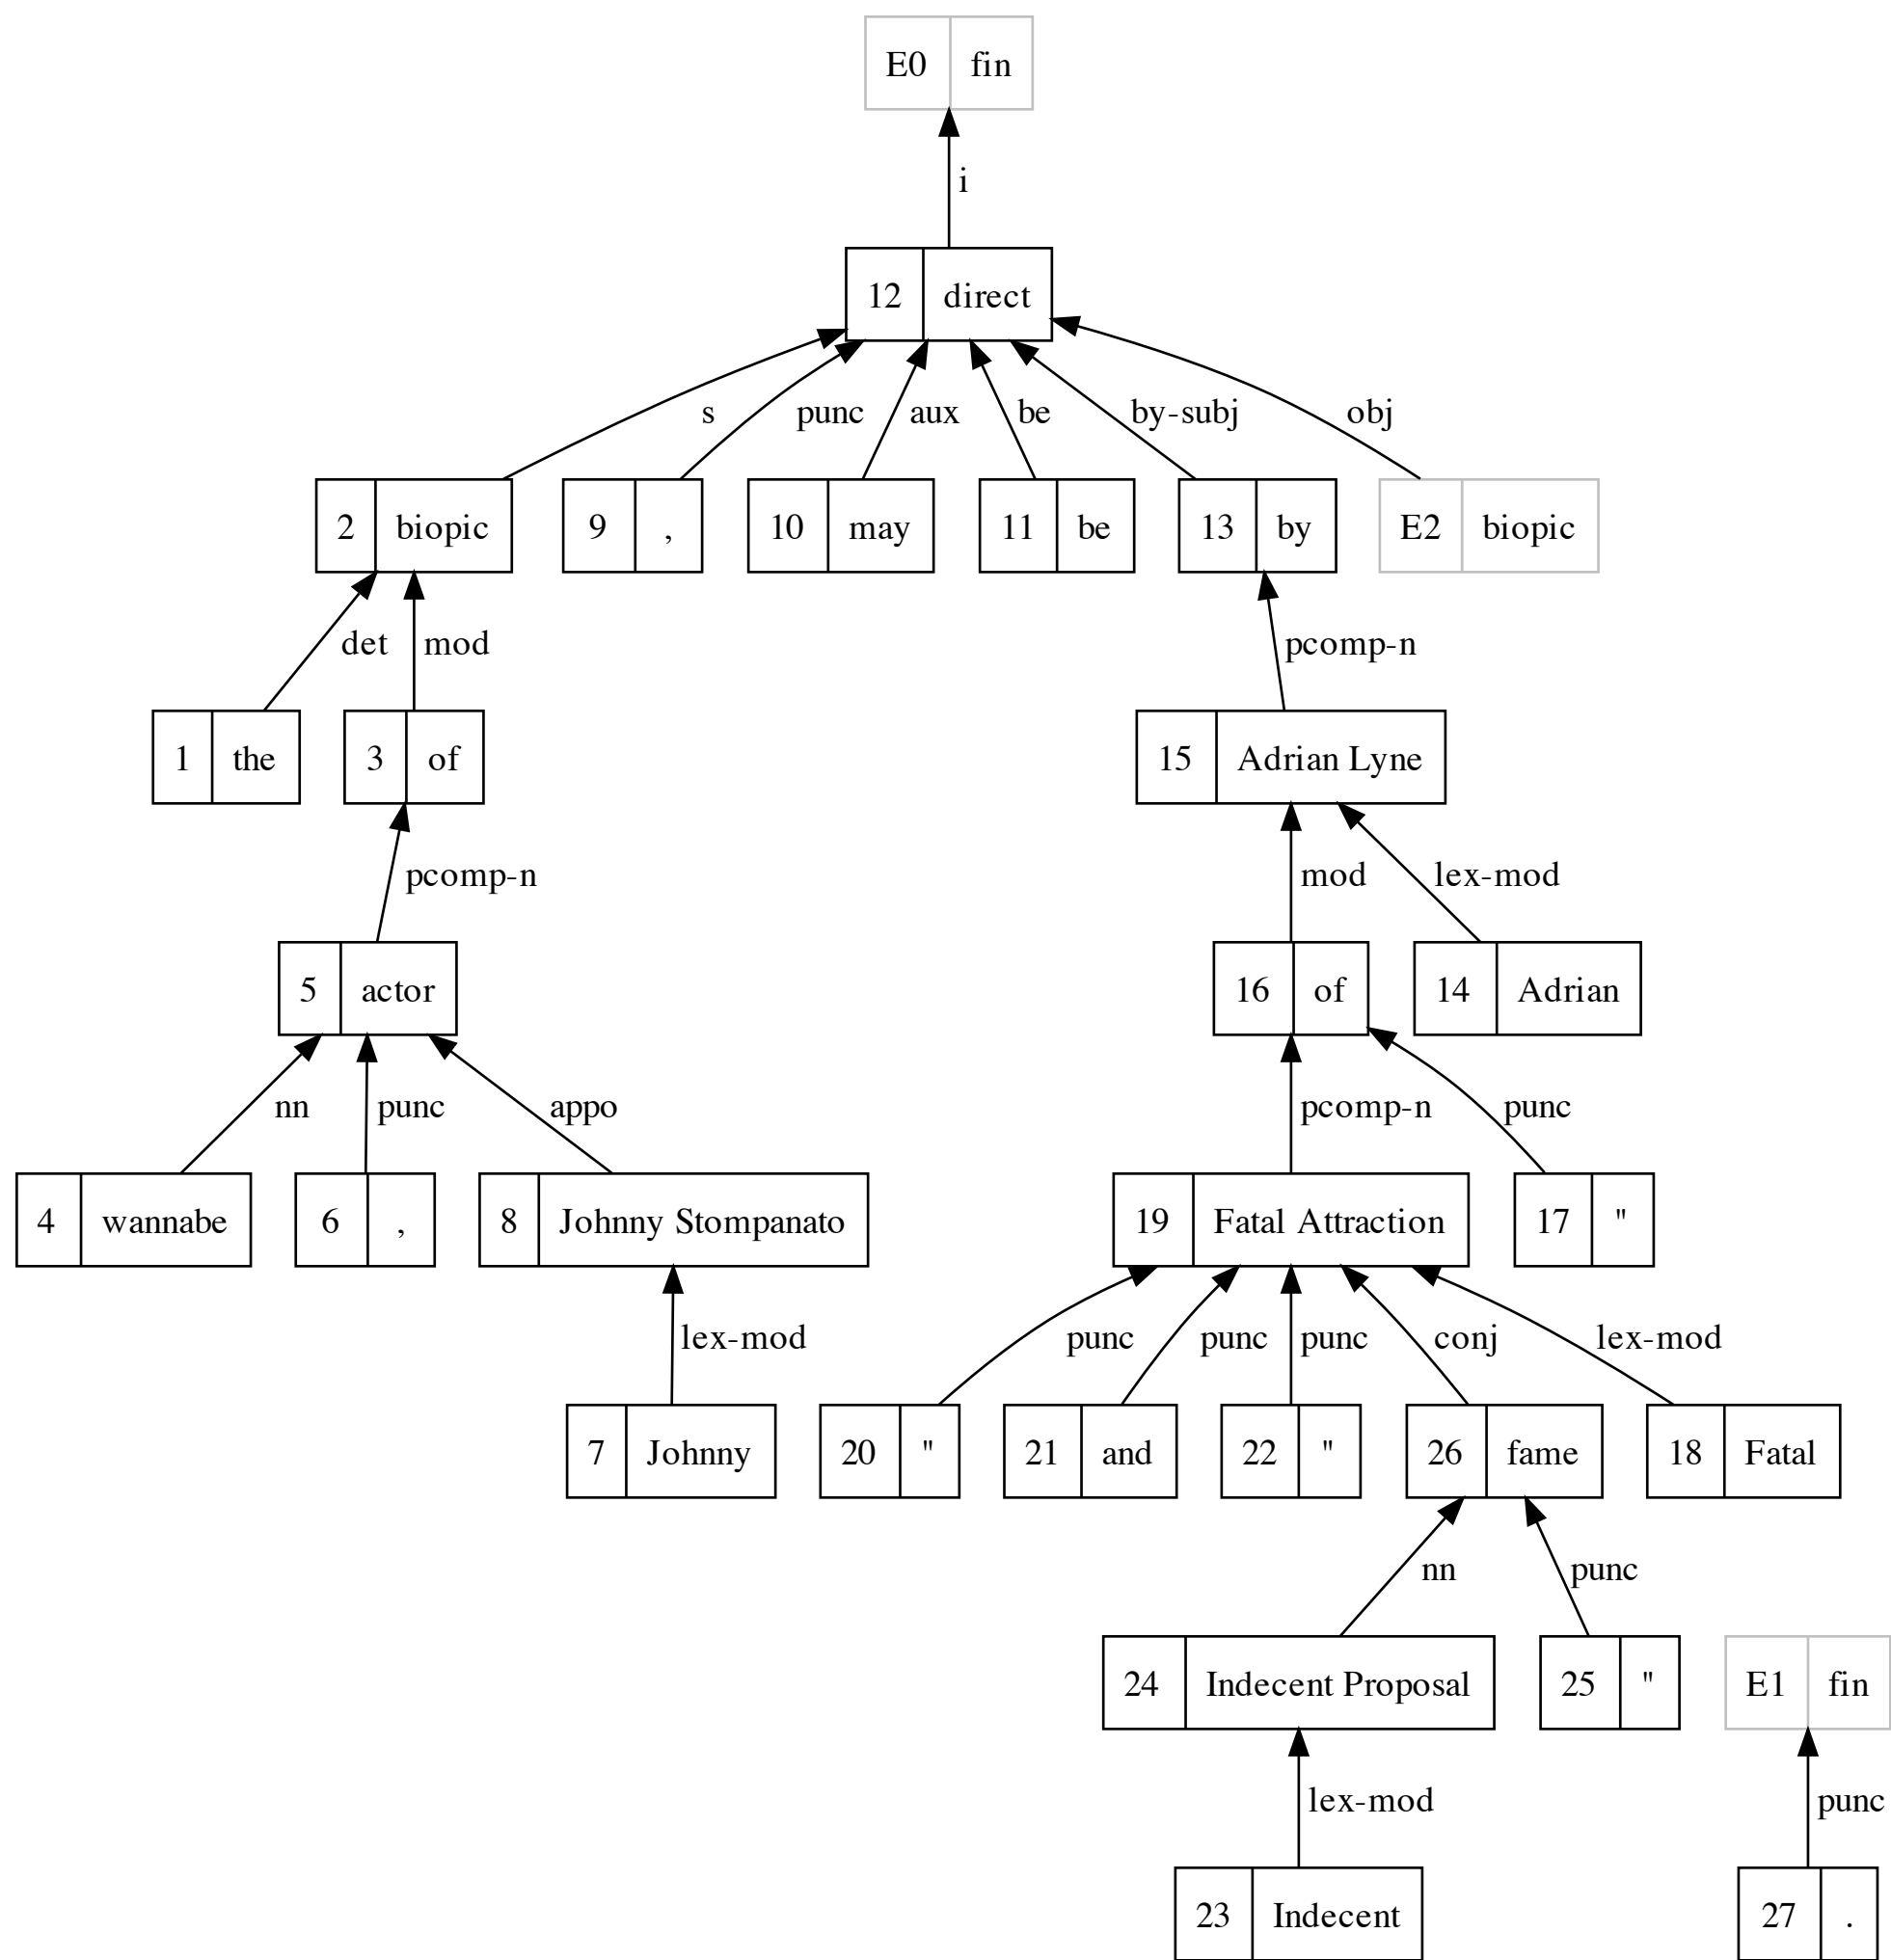 E0 fin
i
12 direct
s punc aux be by-subj obj
2 biopic 9 , 10 may 11 be 13 by E2 biopic
det mod pcomp-n
1 the 3 of 15 Adrian Lyne
pcomp-n mod lex-mod
5 actor 16 of 14 Adrian
nn punc appo pcomp-n punc
4 wannabe 6 , 8 Johnny Stompanato 19 Fatal Attraction 17 "
lex-mod punc punc punc conj lex-mod
7 Johnny 20 " 21 and 22 " 26 fame 18 Fatal
nn punc
24 Indecent Proposal 25 " E1 fin
lex-mod punc
23 Indecent 27 .